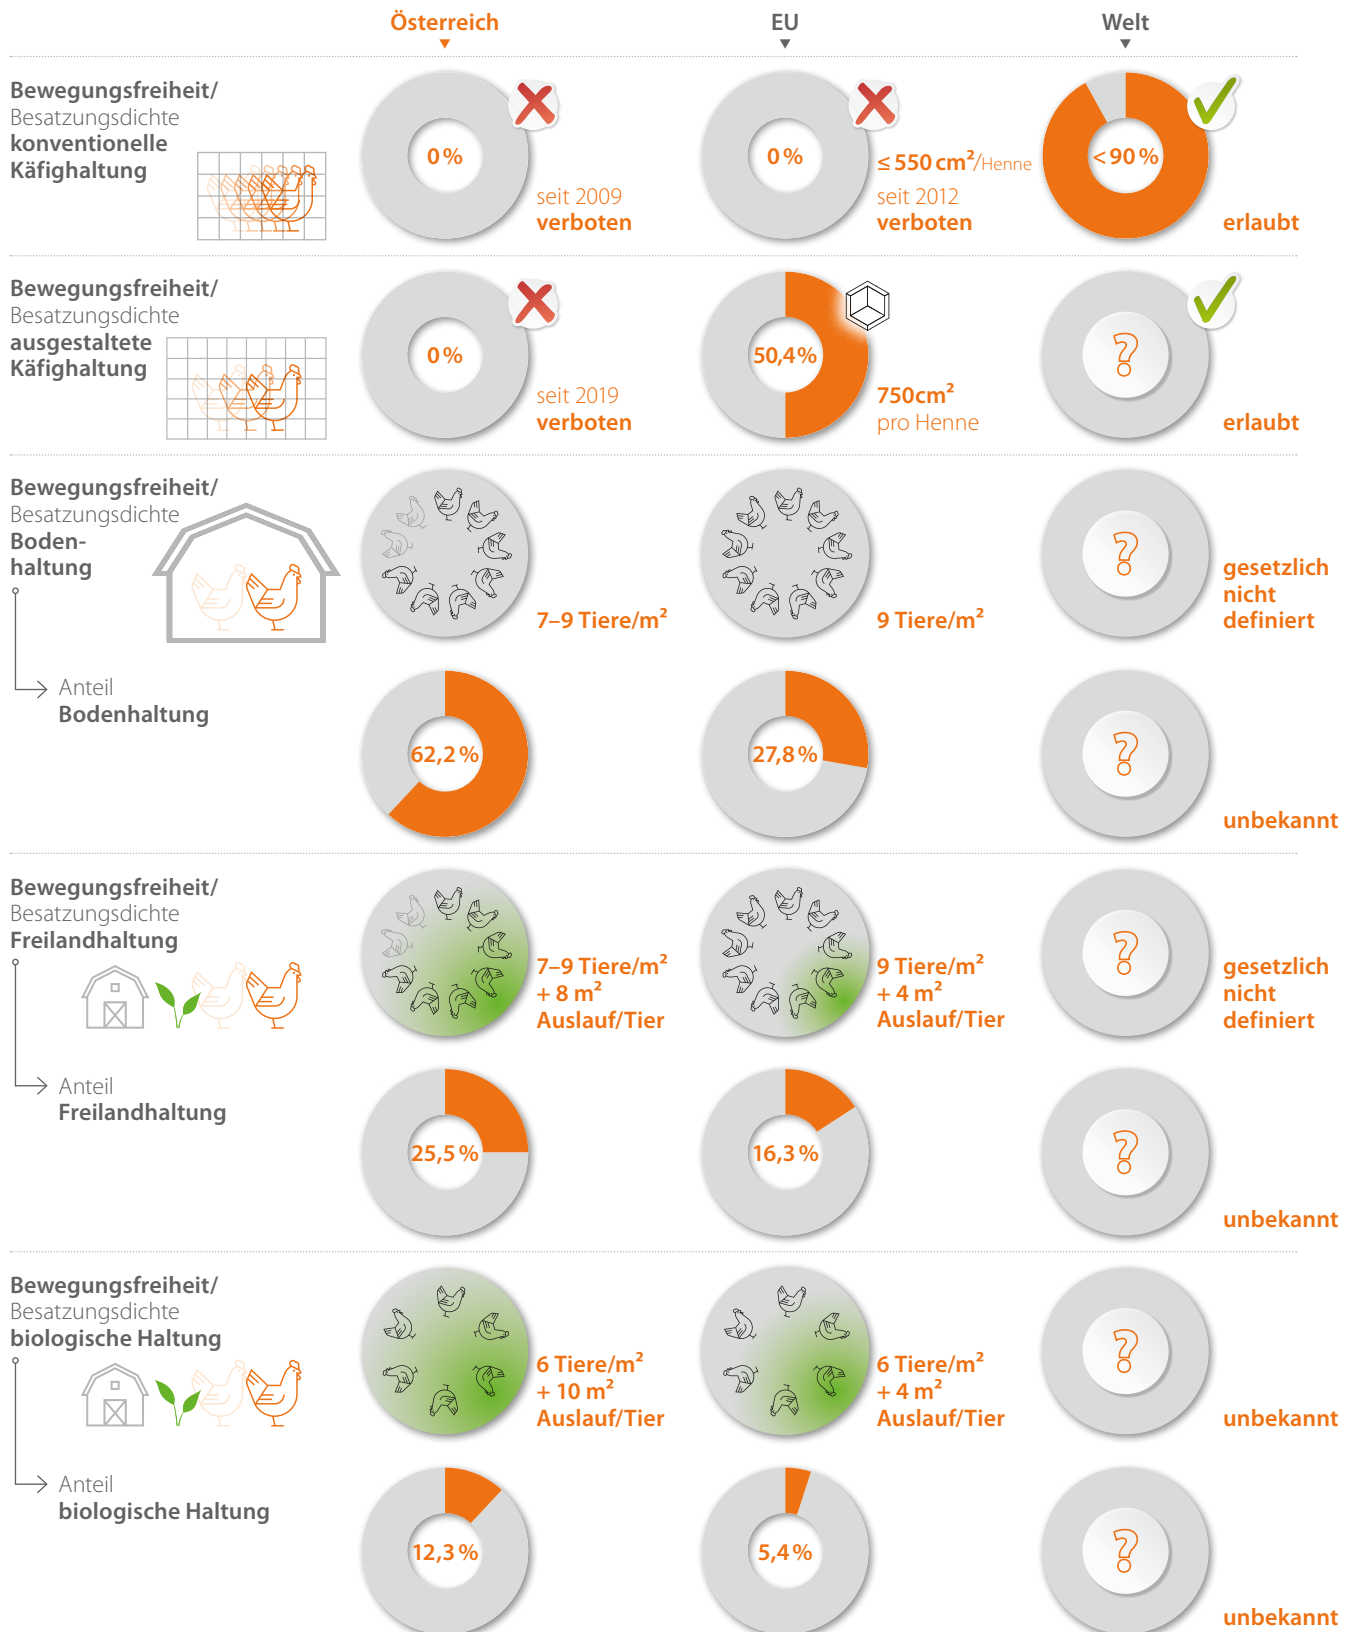 Österreich
EU
Welt
Bewegungsfreiheit/
Besatzungsdichte
konventionelle
Käfighaltung
0 %
seit 2009
verboten
0 %
≤ 550 cm²/Henne
seit 2012
verboten
< 90 %
erlaubt
Bewegungsfreiheit/
Besatzungsdichte
ausgestaltete
Käfighaltung
0 %
seit 2019
verboten
50,4 %
750cm²
pro Henne
?
erlaubt
Bewegungsfreiheit/
Besatzungsdichte
Boden-
haltung
7–9 Tiere/m²
9 Tiere/m²
?
gesetzlich
nicht
definiert
Anteil
Bodenhaltung
62,2 %
27,8 %
?
unbekannt
Bewegungsfreiheit/
Besatzungsdichte
Freilandhaltung
7–9 Tiere/m²
+ 8 m²
Auslauf/Tier
9 Tiere/m²
+ 4 m²
Auslauf/Tier
?
gesetzlich
nicht
definiert
Anteil
Freilandhaltung
25,5 %
16,3 %
?
unbekannt
Bewegungsfreiheit/
Besatzungsdichte
biologische Haltung
6 Tiere/m²
+ 10 m²
Auslauf/Tier
6 Tiere/m²
+ 4 m²
Auslauf/Tier
?
unbekannt
Anteil
biologische Haltung
12,3 %
5,4 %
?
unbekannt